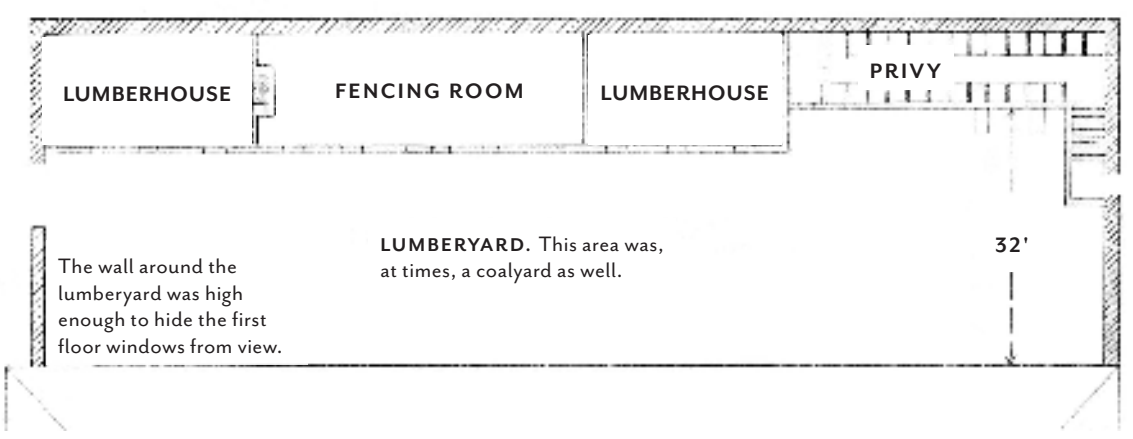 LUMBERHOUSE
FENCING ROOM
LUMBERHOUSE
PRIVY
LUMBERYARD. This area was,
at times, a coalyard as well.
32'
The wall around the
lumberyard was high
enough to hide the first
floor windows from view.